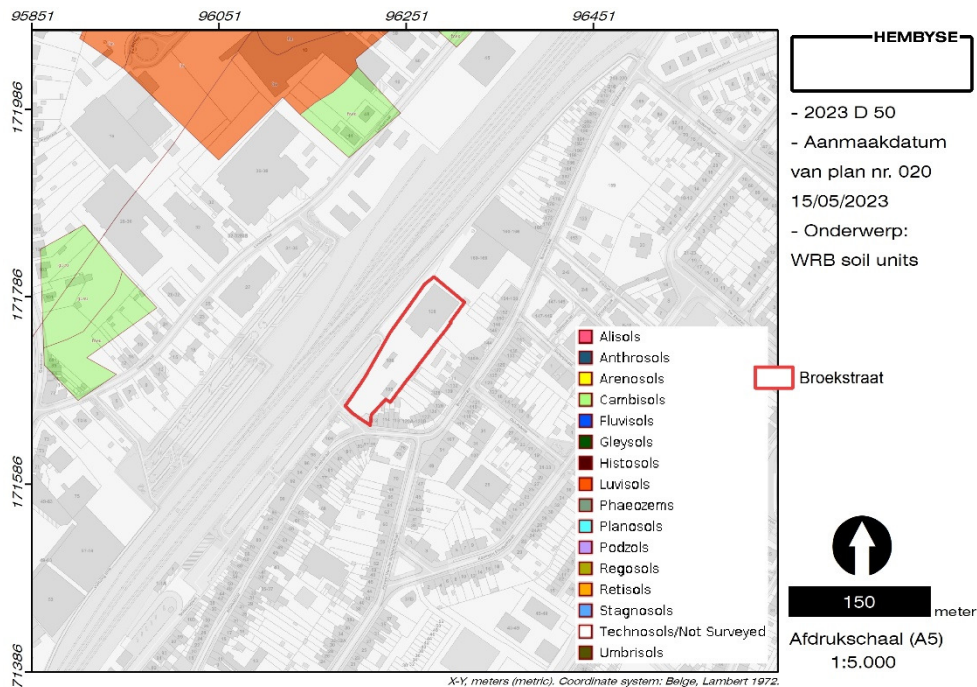 95851 96051 96251 96451
171986
171786
171586
171386
HEMBYSE
- 2023 D 50
- Aanmaakdatum
van plan nr. 020
15/05/2023
- Onderwerp:
WRB soil units
Alisols
Anthrosols
Arenosols
Cambisols
Fluvisols
Gleysols
Histosols
Luvisols
Phaeozems
Planosols
Podzols
Regosols
Retisols
Stagnosols
Technosols/Not Surveyed
Umbrisols
Broekstraat
150 meter
Afdrukschaal (A5)
1:5.000
X-Y, meters (metric). Coordinate system: Belge, Lambert 1972.